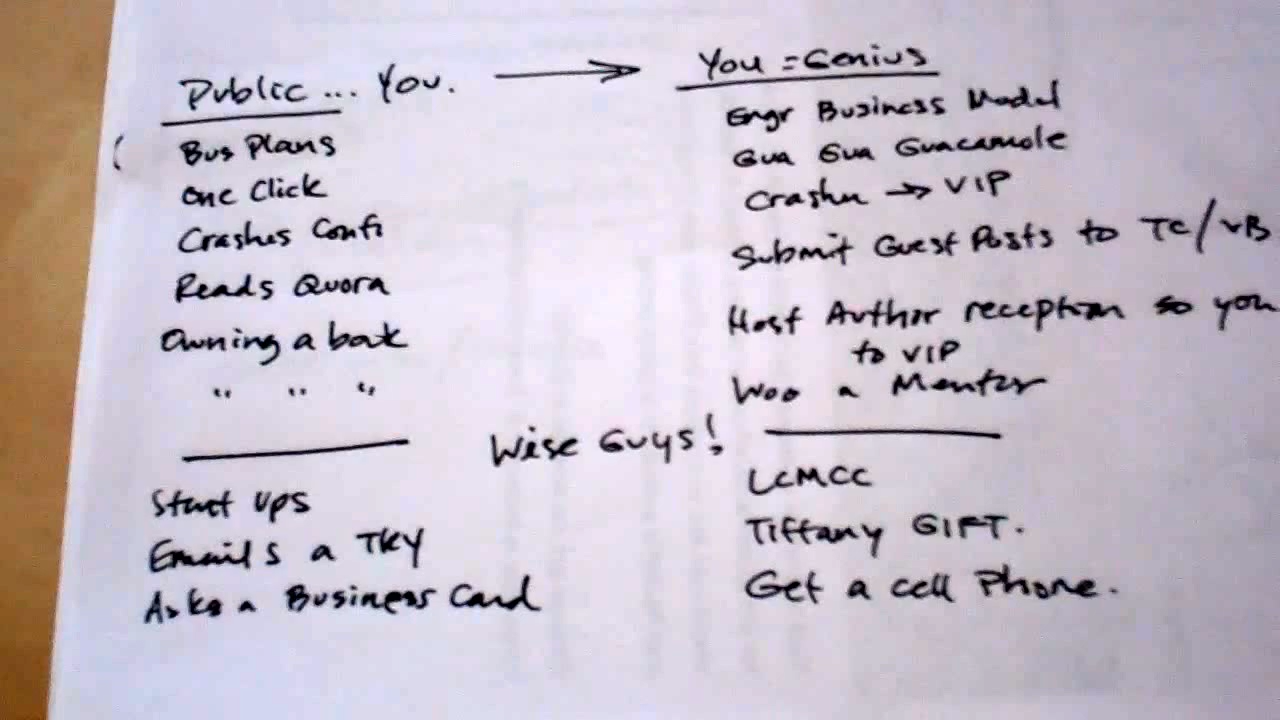 Public ... You. → You = Genius
Bus Plans
One Click
Crashes Conf
Reads Quora
Owning a boat
" " "
Engr Business Model
Gua Gua Guacamole
Crasher → VIP
Submit Guest Posts to TC/VB
Host Author reception so you
to VIP
Woo a Mentor
Wise Guys!
Start Ups
Emails a TKY
Asks a Business Card
LCMCC
Tiffany GIFT.
Get a cell Phone.